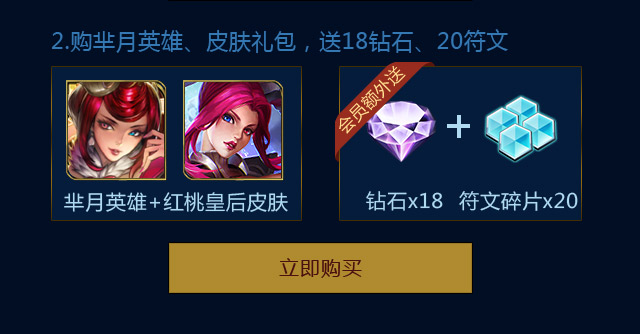 2.购芈月英雄、皮肤礼包，送18钻石、20符文
会员额外送
芈月英雄+红桃皇后皮肤
钻石x18 符文碎片x20
立即购买